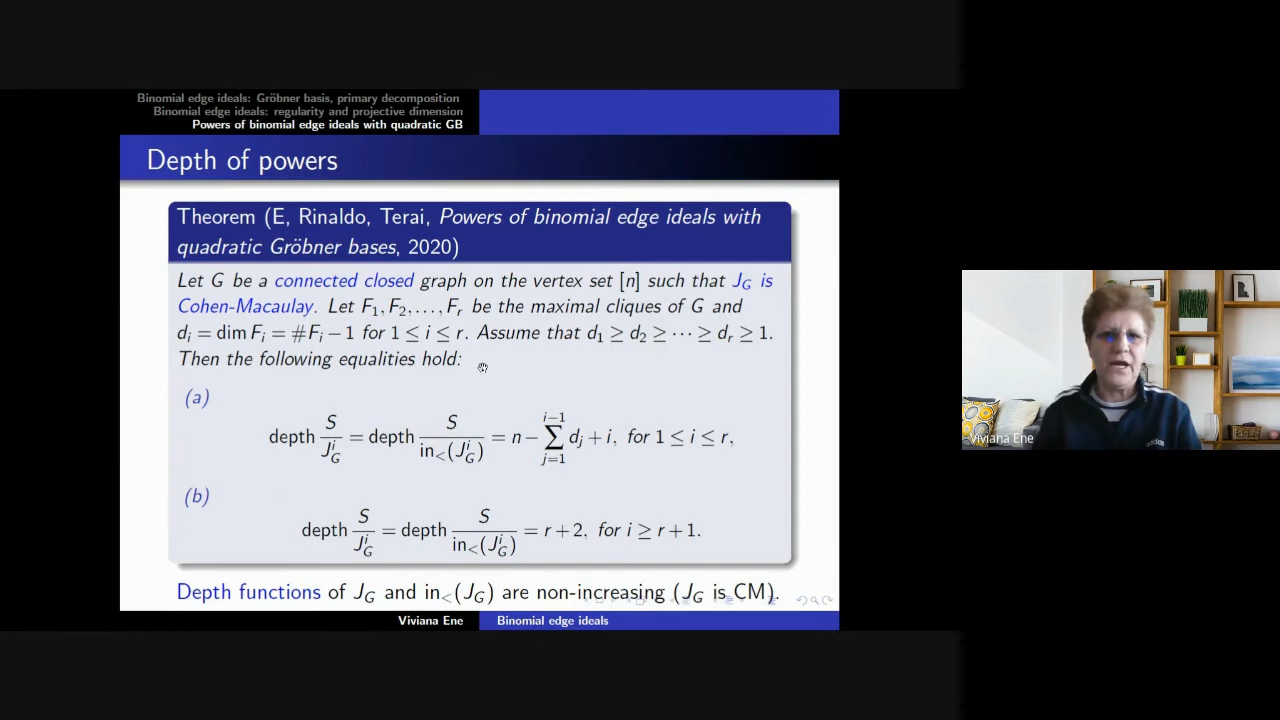 Binomial edge ideals: Gröbner basis, primary decomposition
Binomial edge ideals: regularity and projective dimension
Powers of binomial edge ideals with quadratic GB
Depth of powers
Theorem (E, Rinaldo, Terai, Powers of binomial edge ideals with
quadratic Gröbner bases, 2020)
Let G be a connected closed graph on the vertex set [n] such that J_G is
Cohen-Macaulay. Let F_1, F_2, . . . , F_r be the maximal cliques of G and
d_i = dim F_i = #F_i − 1 for 1 ≤ i ≤ r. Assume that d_1 ≥ d_2 ≥ ⋯ ≥ d_r ≥ 1.
Then the following equalities hold:
(a)
depth S/J_G^i = depth S/in_<(J_G^i) = n − ∑_{j=1}^{i−1} d_j + i, for 1 ≤ i ≤ r,
(b)
depth S/J_G^i = depth S/in_<(J_G^i) = r + 2, for i ≥ r + 1.
Depth functions of J_G and in_<(J_G) are non-increasing (J_G is CM).
Viviana Ene
Binomial edge ideals
Viviana Ene
adidas